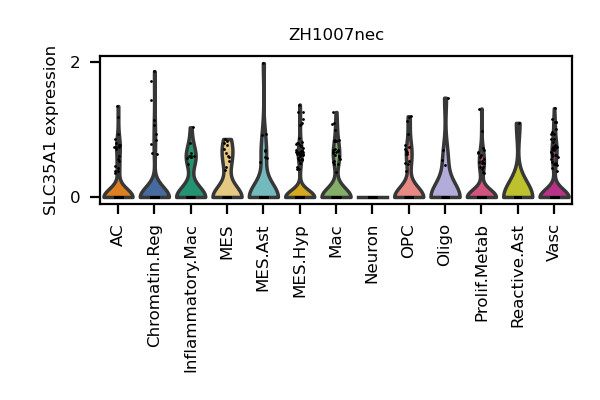 ZH1007nec
SLC35A1 expression
2
0
AC
Chromatin.Reg
Inflammatory.Mac
MES
MES.Ast
MES.Hyp
Mac
Neuron
OPC
Oligo
Prolif.Metab
Reactive.Ast
Vasc